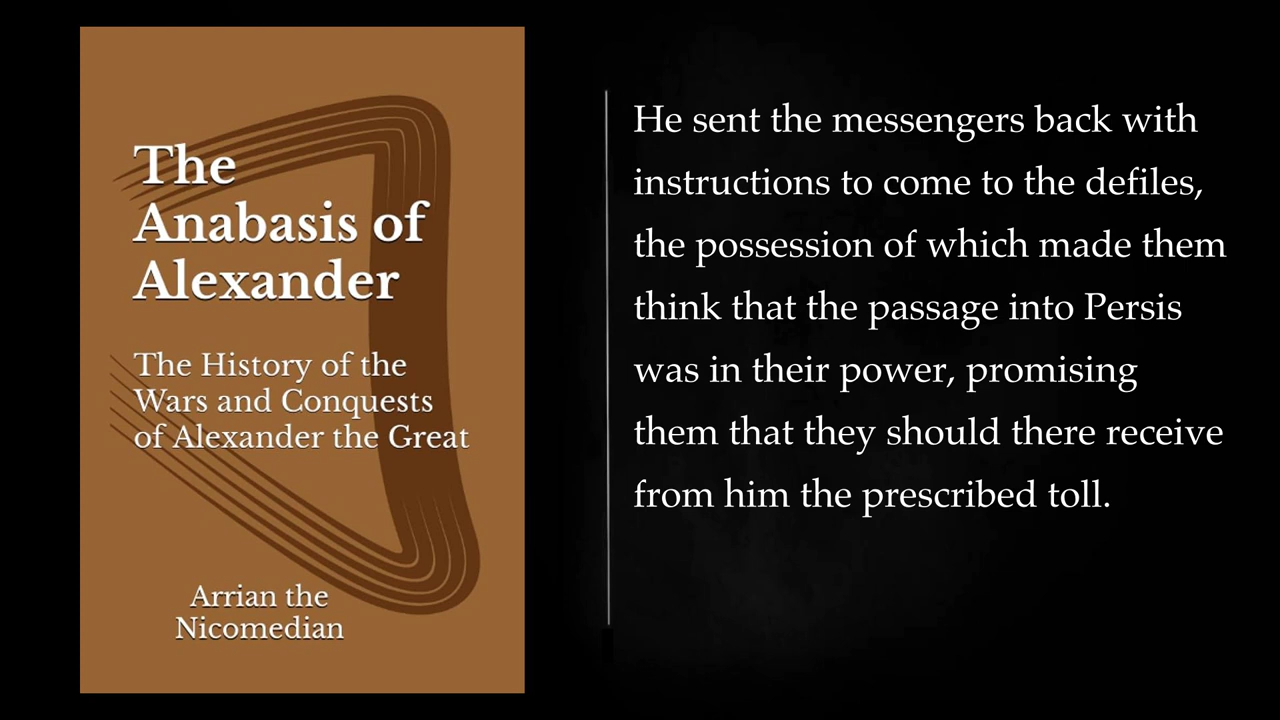 The
Anabasis of
Alexander
The History of the
Wars and Conquests
of Alexander the Great
Arrian the
Nicomedian
He sent the messengers back with
instructions to come to the defiles,
the possession of which made them
think that the passage into Persis
was in their power, promising
them that they should there receive
from him the prescribed toll.